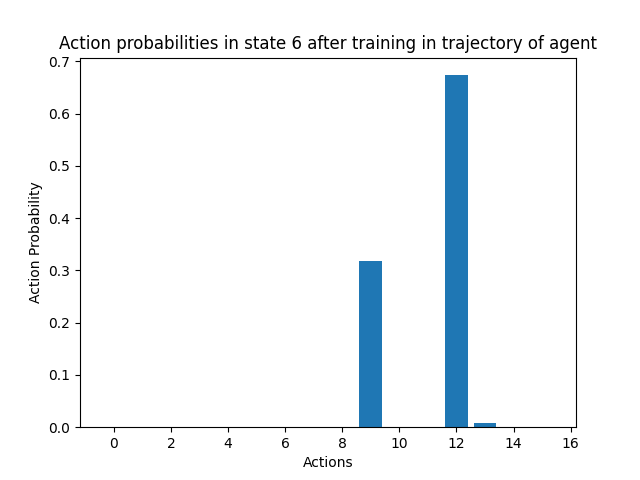 Action probabilities in state 6 after training in trajectory of agent
0.7
0.6
0.5
0.4
0.3
0.2
0.1
0.0
Action Probability
0 2 4 6 8 10 12 14 16
Actions